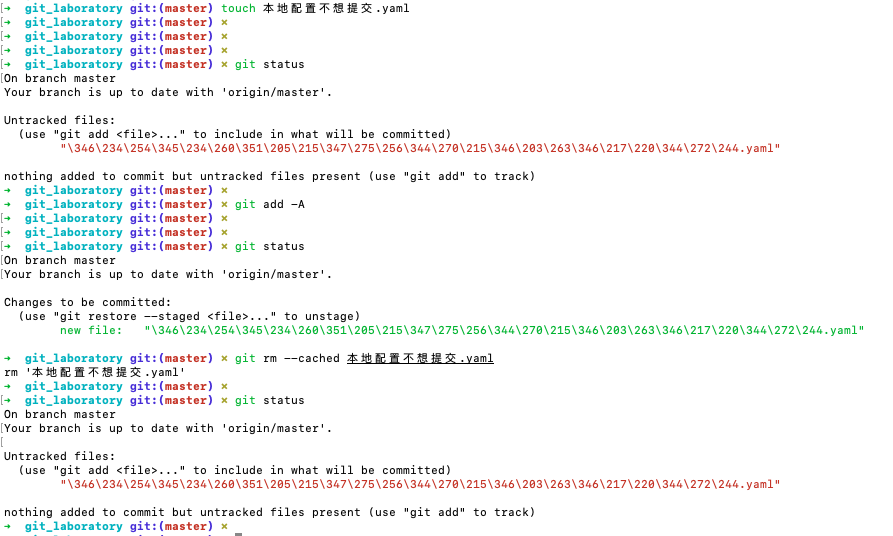 ➜  git_laboratory git:(master) touch 本地配置不想提交.yaml
➜  git_laboratory git:(master) ×
➜  git_laboratory git:(master) ×
➜  git_laboratory git:(master) ×
➜  git_laboratory git:(master) × git status
On branch master
Your branch is up to date with 'origin/master'.
Untracked files:
(use "git add <file>..." to include in what will be committed)
"\346\234\254\345\234\260\351\205\215\347\275\256\344\270\215\346\203\263\346\217\220\344\272\244.yaml"
nothing added to commit but untracked files present (use "git add" to track)
➜  git_laboratory git:(master) ×
➜  git_laboratory git:(master) × git add -A
➜  git_laboratory git:(master) ×
➜  git_laboratory git:(master) ×
➜  git_laboratory git:(master) × git status
On branch master
Your branch is up to date with 'origin/master'.
Changes to be committed:
(use "git restore --staged <file>..." to unstage)
new file:   "\346\234\254\345\234\260\351\205\215\347\275\256\344\270\215\346\203\263\346\217\220\344\272\244.yaml"
➜  git_laboratory git:(master) × git rm --cached 本地配置不想提交.yaml
rm '本地配置不想提交.yaml'
➜  git_laboratory git:(master) ×
➜  git_laboratory git:(master) × git status
On branch master
Your branch is up to date with 'origin/master'.
Untracked files:
(use "git add <file>..." to include in what will be committed)
"\346\234\254\345\234\260\351\205\215\347\275\256\344\270\215\346\203\263\346\217\220\344\272\244.yaml"
nothing added to commit but untracked files present (use "git add" to track)
➜  git_laboratory git:(master) ×